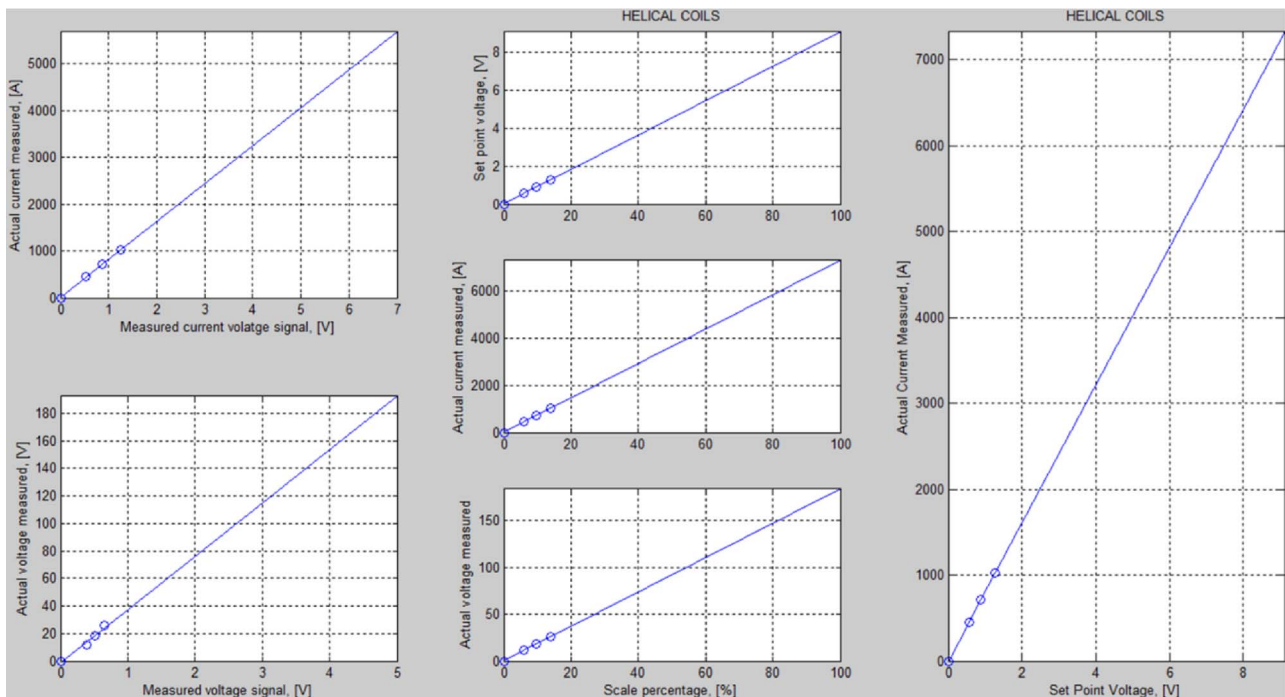 5000
4000
3000
2000
1000
0
0 1 2 3 4 5 6 7
Actual current measured, [A]
Measured current volatge signal, [V]
180
160
140
120
100
80
60
40
20
0
0 1 2 3 4 5
Actual voltage measured, [V]
Measured voltage signal, [V]
HELICAL COILS
8
6
4
2
0
0 20 40 60 80 100
Set point voltage, [V]
6000
4000
2000
0
0 20 40 60 80 100
Actual current measured, [A]
150
100
50
0
0 20 40 60 80 100
Actual voltage measured
Scale percentage, [%]
HELICAL COILS
7000
6000
5000
4000
3000
2000
1000
0
0 2 4 6 8
Actual Current Measured, [A]
Set Point Voltage, [V]